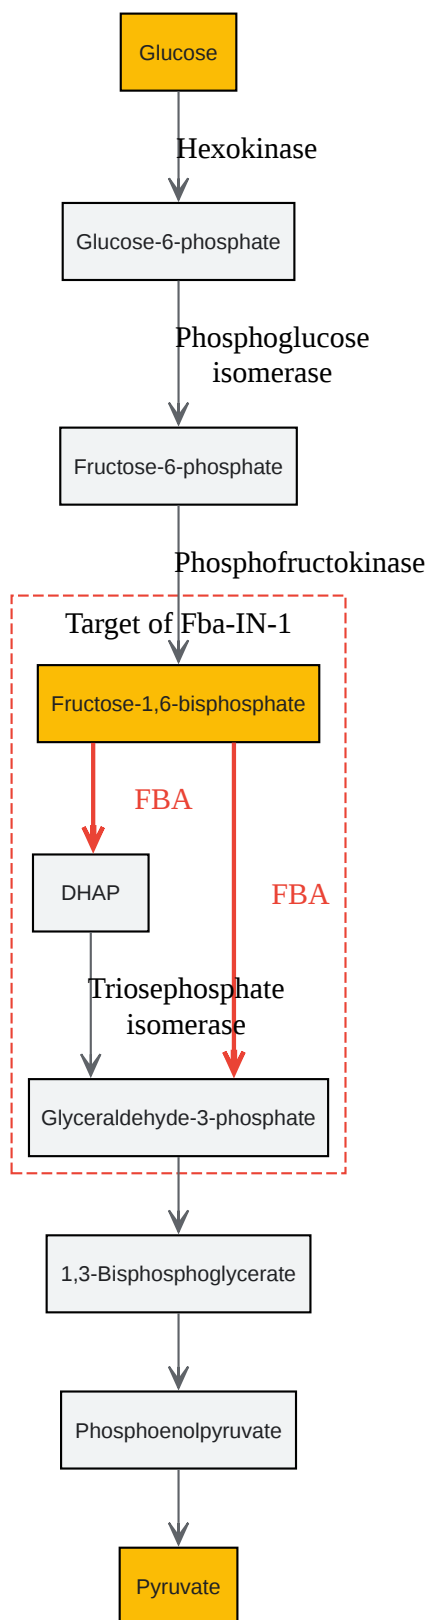 Glucose
Hexokinase
Glucose-6-phosphate
Phosphoglucose
isomerase
Fructose-6-phosphate
Phosphofructokinase
Target of Fba-IN-1
Fructose-1,6-bisphosphate
FBA
DHAP
FBA
Triosephosphate
isomerase
Glyceraldehyde-3-phosphate
1,3-Bisphosphoglycerate
Phosphoenolpyruvate
Pyruvate